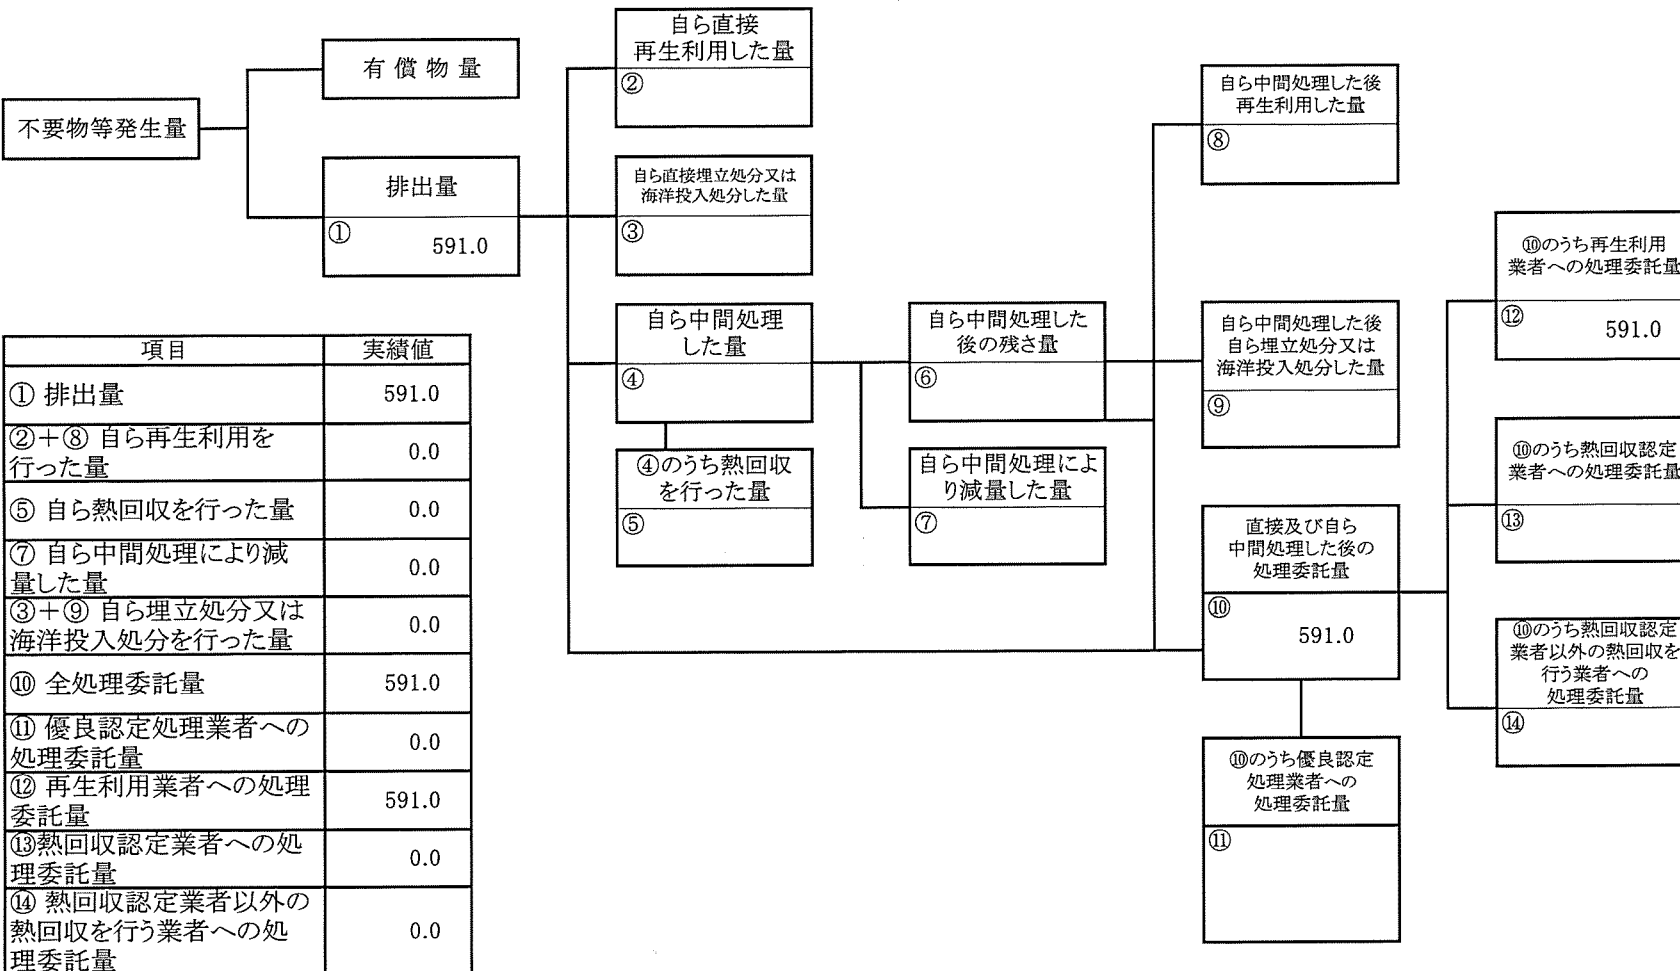 不要物等発生量
有償物量
排出量
①
591.0
自ら直接
再生利用した量
②
自ら直接埋立処分又は
海洋投入処分した量
③
自ら中間処理
した量
④
④のうち熱回収
を行った量
⑤
自ら中間処理した
後の残さ量
⑥
自ら中間処理によ
り減量した量
⑦
自ら中間処理した後
再生利用した量
⑧
自ら中間処理した後
自ら埋立処分又は
海洋投入処分した量
⑨
直接及び自ら
中間処理した後の
処理委託量
⑩
591.0
⑩のうち優良認定
処理業者への
処理委託量
⑪
⑩のうち再生利用
業者への処理委託量
⑫
591.0
⑩のうち熱回収認定
業者への処理委託量
⑬
⑩のうち熱回収認定
業者以外の熱回収を
行う業者への
処理委託量
⑭
項目 実績値
① 排出量 591.0
②+⑧ 自ら再生利用を
行った量 0.0
⑤ 自ら熱回収を行った量 0.0
⑦ 自ら中間処理により減
量した量 0.0
③+⑨ 自ら埋立処分又は
海洋投入処分を行った量 0.0
⑩ 全処理委託量 591.0
⑪ 優良認定処理業者への
処理委託量 0.0
⑫ 再生利用業者への処理
委託量 591.0
⑬熱回収認定業者への処
理委託量 0.0
⑭ 熱回収認定業者以外の
熱回収を行う業者への処
理委託量 0.0